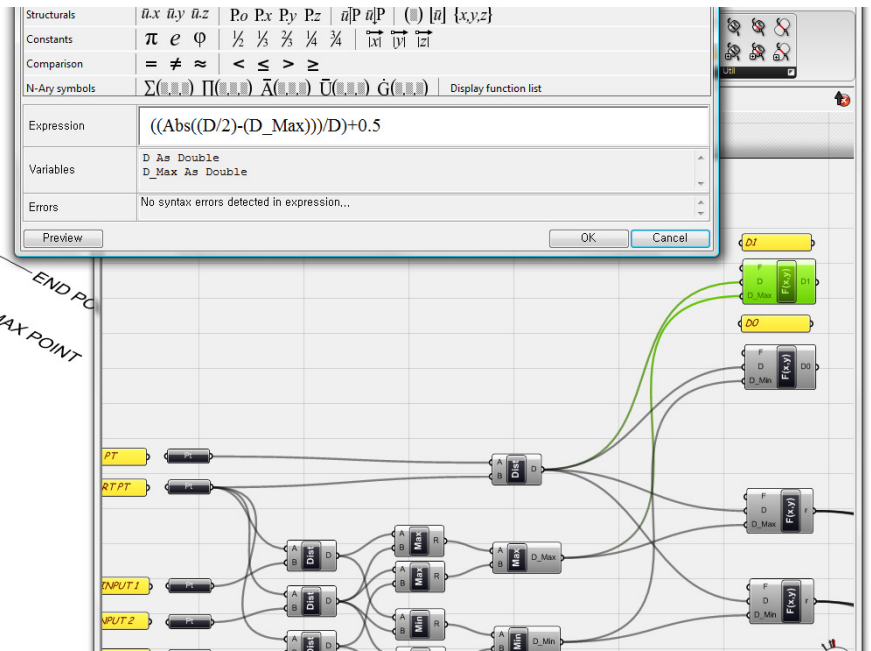 Structurals ū.x ū.y ū.z P.o P.x P.y P.z ū|P ū|P (▒) |ū| {x,y,z}
Constants π e φ ½ ⅓ ⅔ ¼ ¾ |x| |y| |z|
Comparison = ≠ ≈ < ≤ > ≥
N-Ary symbols Σ(▒,▒,▒) Π(▒,▒,▒) Ā(▒,▒,▒) Ū(▒,▒,▒) Ġ(▒,▒,▒) Display function list
Util
Expression ((Abs((D/2)-(D_Max)))/D)+0.5
Variables D As Double
D_Max As Double
Errors No syntax errors detected in expression...
Preview OK Cancel
D1
F
D F(x,y) D1
D_Max
END PO
MAX POINT
D0
F
D F(x,y) D0
D_Min
PT Pt
A Dist D
B
RT PT Pt
F
D F(x,y) r
D_Max
A Max R
B
A Dist D
B
A Max D_Max
B
A Max R
B
INPUT 1 Pt
F
D F(x,y) r
D_Min
A Dist D
B
NPUT 2 Pt
A Min R
B
A Dist D
A Min D_Min
B